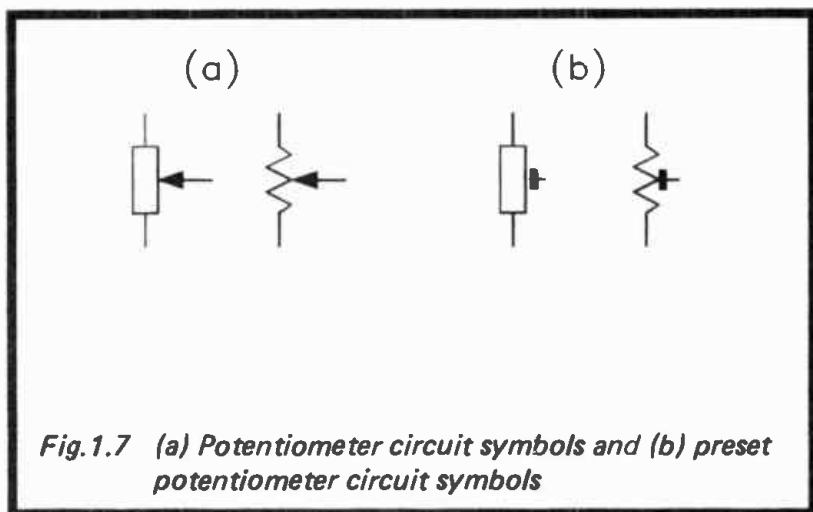 (a) (b)
Fig.1.7 (a) Potentiometer circuit symbols and (b) preset
potentiometer circuit symbols